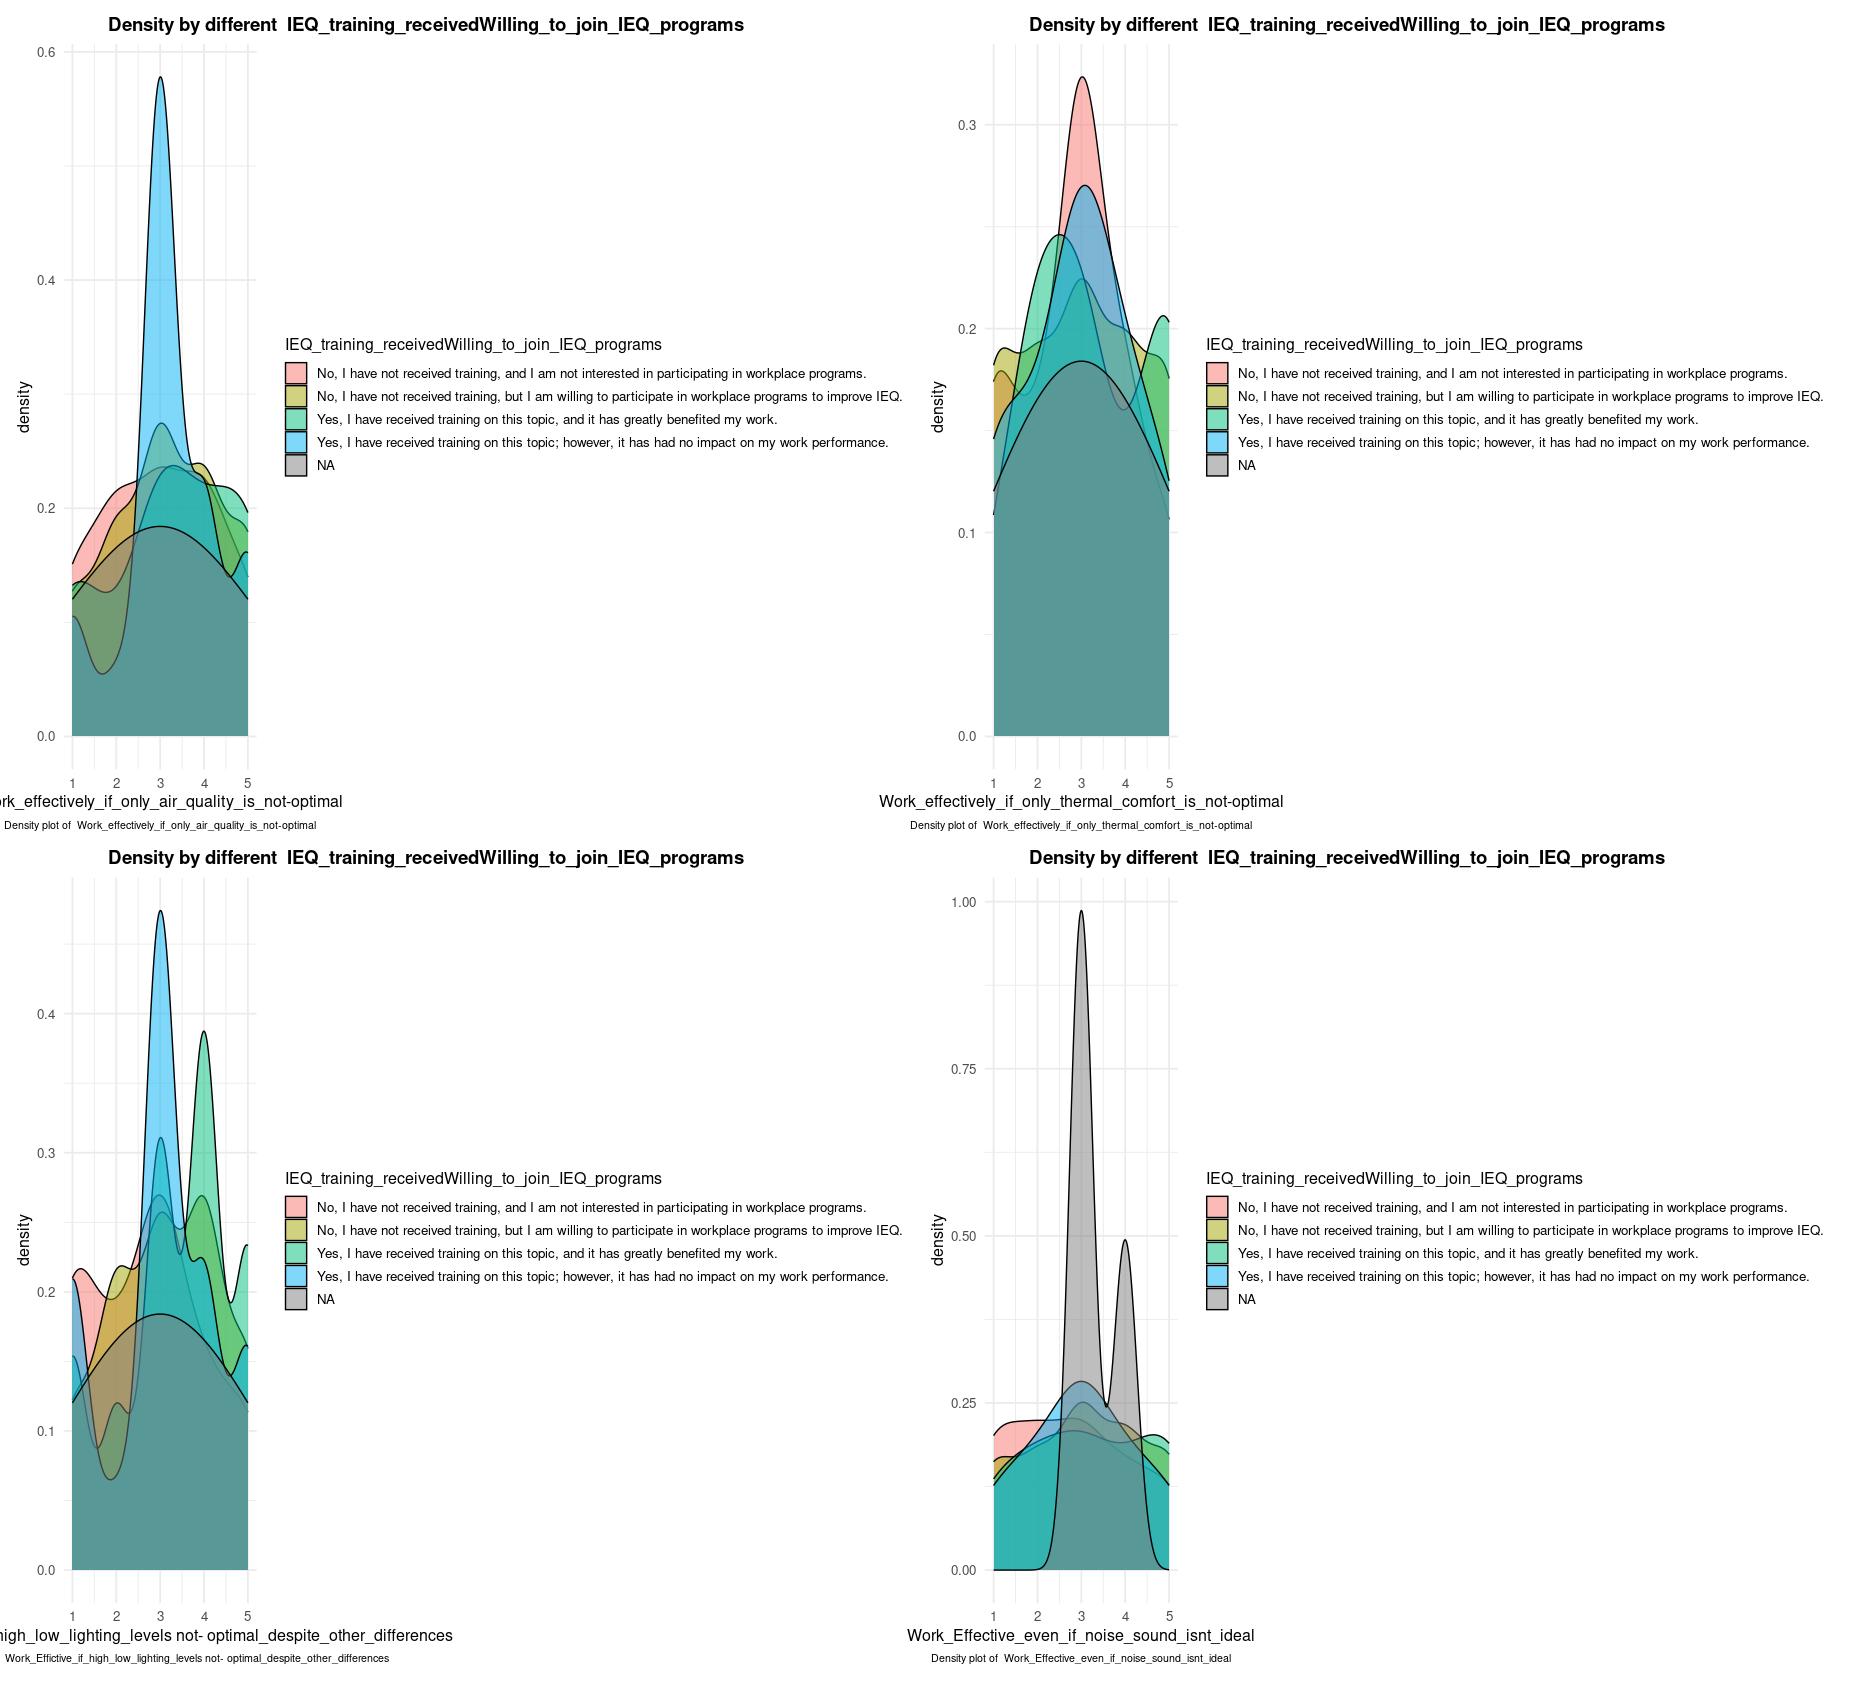 Density by different IEQ_training_receivedWilling_to_join_IEQ_programs
0.6
0.4
0.2
0.0
density
1 2 3 4 5
rk_effectively_if_only_air_quality_is_not-optimal
Density plot of Work_effectively_if_only_air_quality_is_not-optimal
IEQ_training_receivedWilling_to_join_IEQ_programs
No, I have not received training, and I am not interested in participating in workplace programs.
No, I have not received training, but I am willing to participate in workplace programs to improve IEQ.
Yes, I have received training on this topic, and it has greatly benefited my work.
Yes, I have received training on this topic; however, it has had no impact on my work performance.
NA
Density by different IEQ_training_receivedWilling_to_join_IEQ_programs
0.3
0.2
0.1
0.0
density
1 2 3 4 5
Work_effectively_if_only_thermal_comfort_is_not-optimal
Density plot of Work_effectively_if_only_thermal_comfort_is_not-optimal
IEQ_training_receivedWilling_to_join_IEQ_programs
No, I have not received training, and I am not interested in participating in workplace programs.
No, I have not received training, but I am willing to participate in workplace programs to improve IEQ.
Yes, I have received training on this topic, and it has greatly benefited my work.
Yes, I have received training on this topic; however, it has had no impact on my work performance.
NA
Density by different IEQ_training_receivedWilling_to_join_IEQ_programs
0.4
0.3
0.2
0.1
0.0
density
1 2 3 4 5
high_low_lighting_levels not- optimal_despite_other_differences
Work_Effictive_if_high_low_lighting_levels not- optimal_despite_other_differences
IEQ_training_receivedWilling_to_join_IEQ_programs
No, I have not received training, and I am not interested in participating in workplace programs.
No, I have not received training, but I am willing to participate in workplace programs to improve IEQ.
Yes, I have received training on this topic, and it has greatly benefited my work.
Yes, I have received training on this topic; however, it has had no impact on my work performance.
NA
Density by different IEQ_training_receivedWilling_to_join_IEQ_programs
1.00
0.75
0.50
0.25
0.00
density
1 2 3 4 5
Work_Effective_even_if_noise_sound_isnt_ideal
Density plot of Work_Effective_even_if_noise_sound_isnt_ideal
IEQ_training_receivedWilling_to_join_IEQ_programs
No, I have not received training, and I am not interested in participating in workplace programs.
No, I have not received training, but I am willing to participate in workplace programs to improve IEQ.
Yes, I have received training on this topic, and it has greatly benefited my work.
Yes, I have received training on this topic; however, it has had no impact on my work performance.
NA